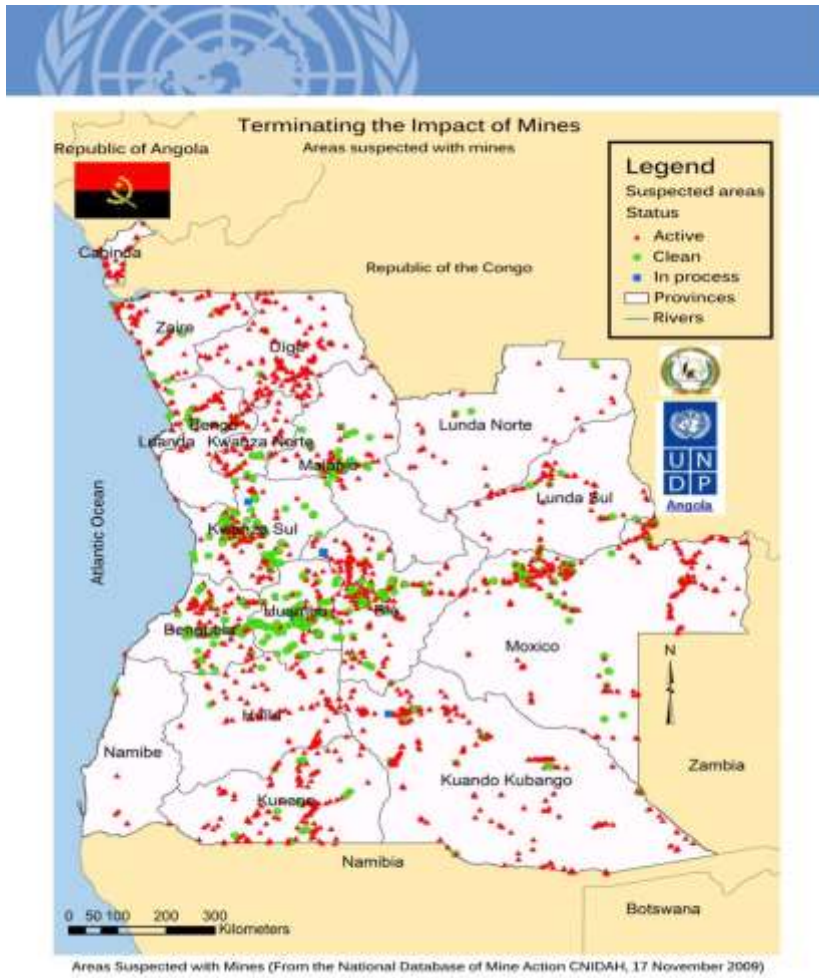 Terminating the Impact of Mines
Republic of Angola
Areas suspected with mines
Legend
Suspected areas
Status
Active
Clean
In process
Provinces
Rivers
Cabinda
Republic of the Congo
Zaire
Uige
Bengo
Luanda
Kwanza Norte
Lunda Norte
Malanje
U N
D P
Angola
Lunda Sul
Kwanza Sul
Atlantic Ocean
Huambo
Bie
Benguela
Moxico
N
Huila
Namibe
Zambia
Kuando Kubango
Kunene
Namibia
Botswana
0 50 100 200 300
Kilometers
Areas Suspected with Mines (From the National Database of Mine Action CNIDAH, 17 November 2009)